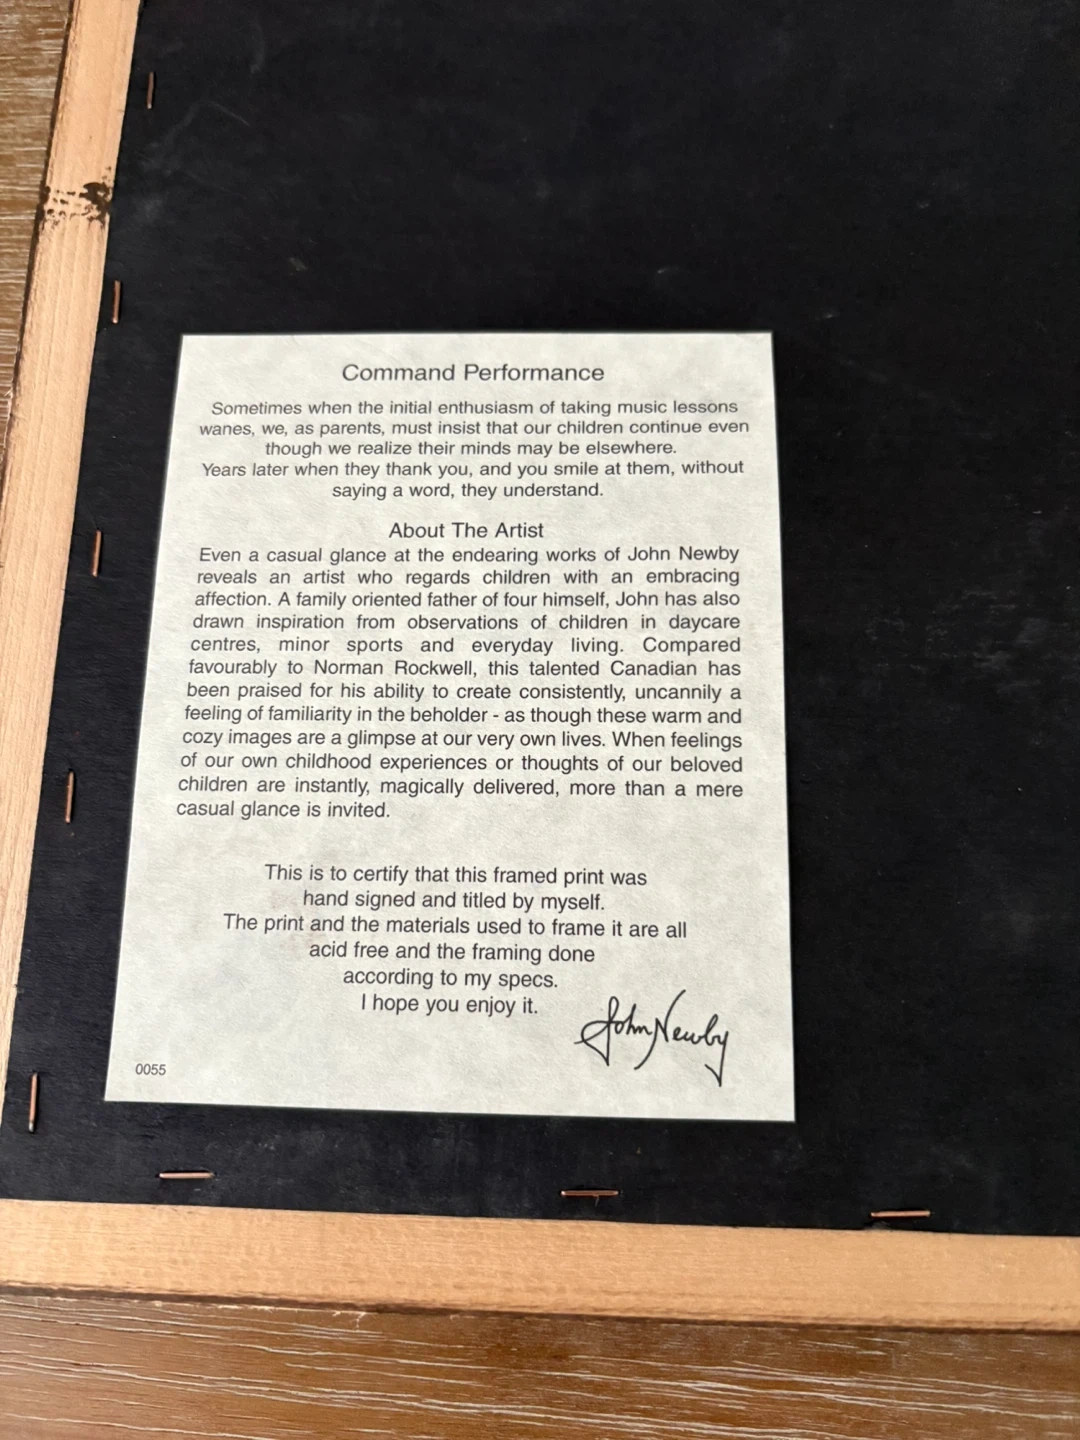 Command Performance
Sometimes when the initial enthusiasm of taking music lessons
wanes, we, as parents, must insist that our children continue even
though we realize their minds may be elsewhere.
Years later when they thank you, and you smile at them, without
saying a word, they understand.
About The Artist
Even a casual glance at the endearing works of John Newby
reveals an artist who regards children with an embracing
affection. A family oriented father of four himself, John has also
drawn inspiration from observations of children in daycare
centres, minor sports and everyday living. Compared
favourably to Norman Rockwell, this talented Canadian has
been praised for his ability to create consistently, uncannily a
feeling of familiarity in the beholder - as though these warm and
cozy images are a glimpse at our very own lives. When feelings
of our own childhood experiences or thoughts of our beloved
children are instantly, magically delivered, more than a mere
casual glance is invited.
This is to certify that this framed print was
hand signed and titled by myself.
The print and the materials used to frame it are all
acid free and the framing done
according to my specs.
I hope you enjoy it.
John Newby
0055